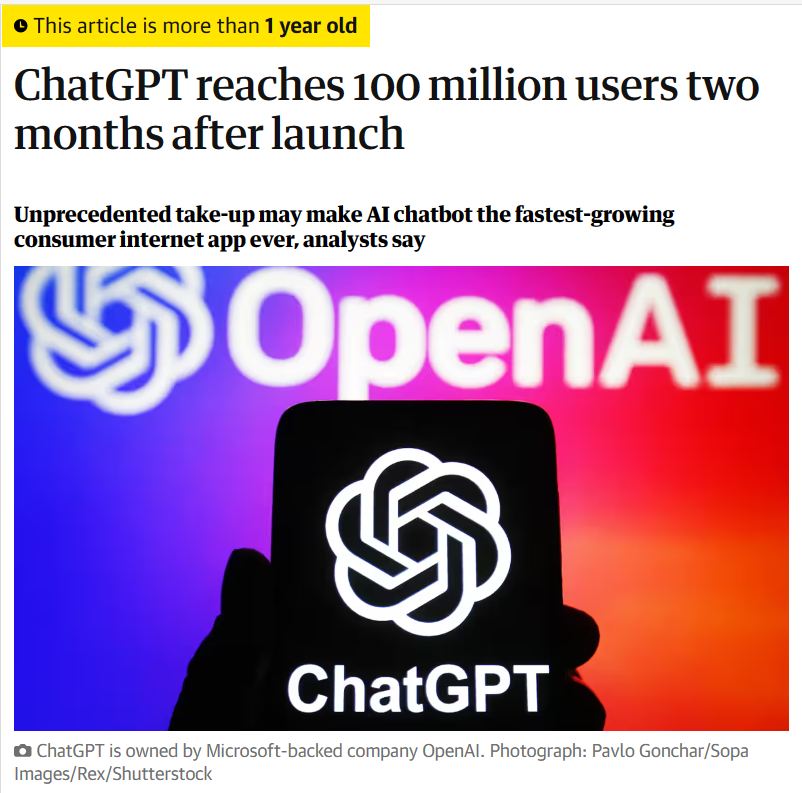 This article is more than 1 year old
ChatGPT reaches 100 million users two
months after launch
Unprecedented take-up may make AI chatbot the fastest-growing
consumer internet app ever, analysts say
OpenAI
ChatGPT
ChatGPT is owned by Microsoft-backed company OpenAI. Photograph: Pavlo Gonchar/Sopa
Images/Rex/Shutterstock